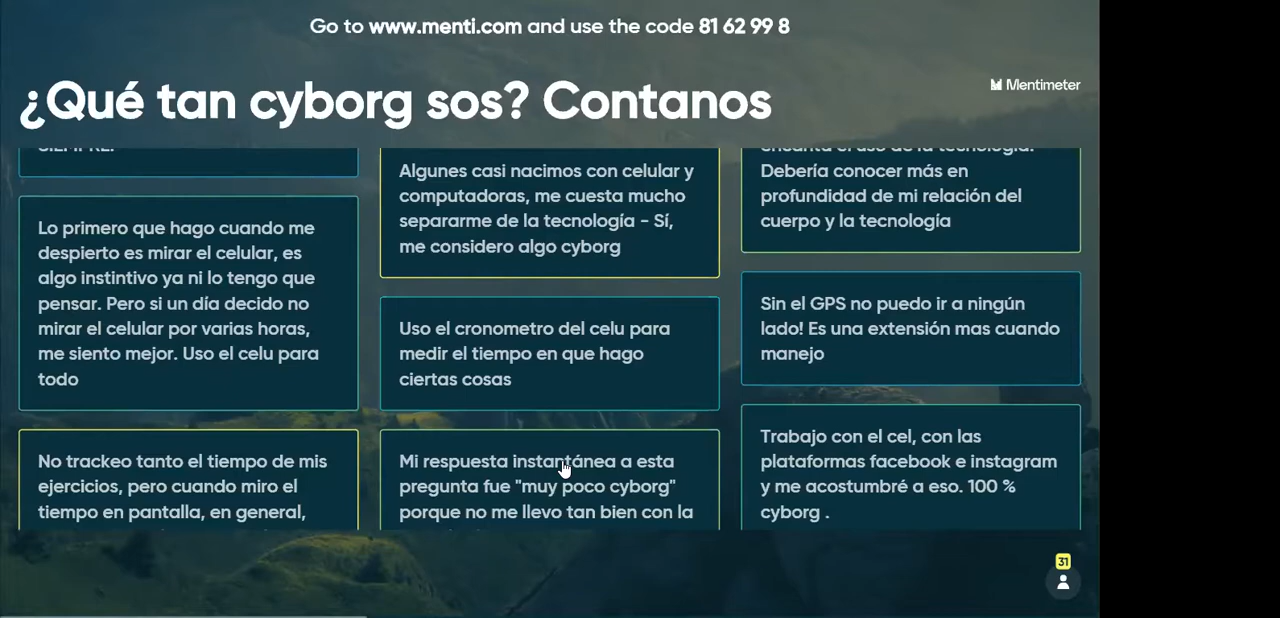 Go to www.menti.com and use the code 81 62 99 8
Mentimeter
¿Qué tan cyborg sos? Contanos
SIEMPRE.
Lo primero que hago cuando me
despierto es mirar el celular, es
algo instintivo ya ni lo tengo que
pensar. Pero si un día decido no
mirar el celular por varias horas,
me siento mejor. Uso el celu para
todo
No trackeo tanto el tiempo de mis
ejercicios, pero cuando miro el
tiempo en pantalla, en general,
Algunes casi nacimos con celular y
computadoras, me cuesta mucho
separarme de la tecnología - Sí,
me considero algo cyborg
Uso el cronometro del celu para
medir el tiempo en que hago
ciertas cosas
Mi respuesta instantánea a esta
pregunta fue "muy poco cyborg"
porque no me llevo tan bien con la
encanta el uso de la tecnología.
Debería conocer más en
profundidad de mi relación del
cuerpo y la tecnología
Sin el GPS no puedo ir a ningún
lado! Es una extensión mas cuando
manejo
Trabajo con el cel, con las
plataformas facebook e instagram
y me acostumbré a eso. 100 %
cyborg .
31